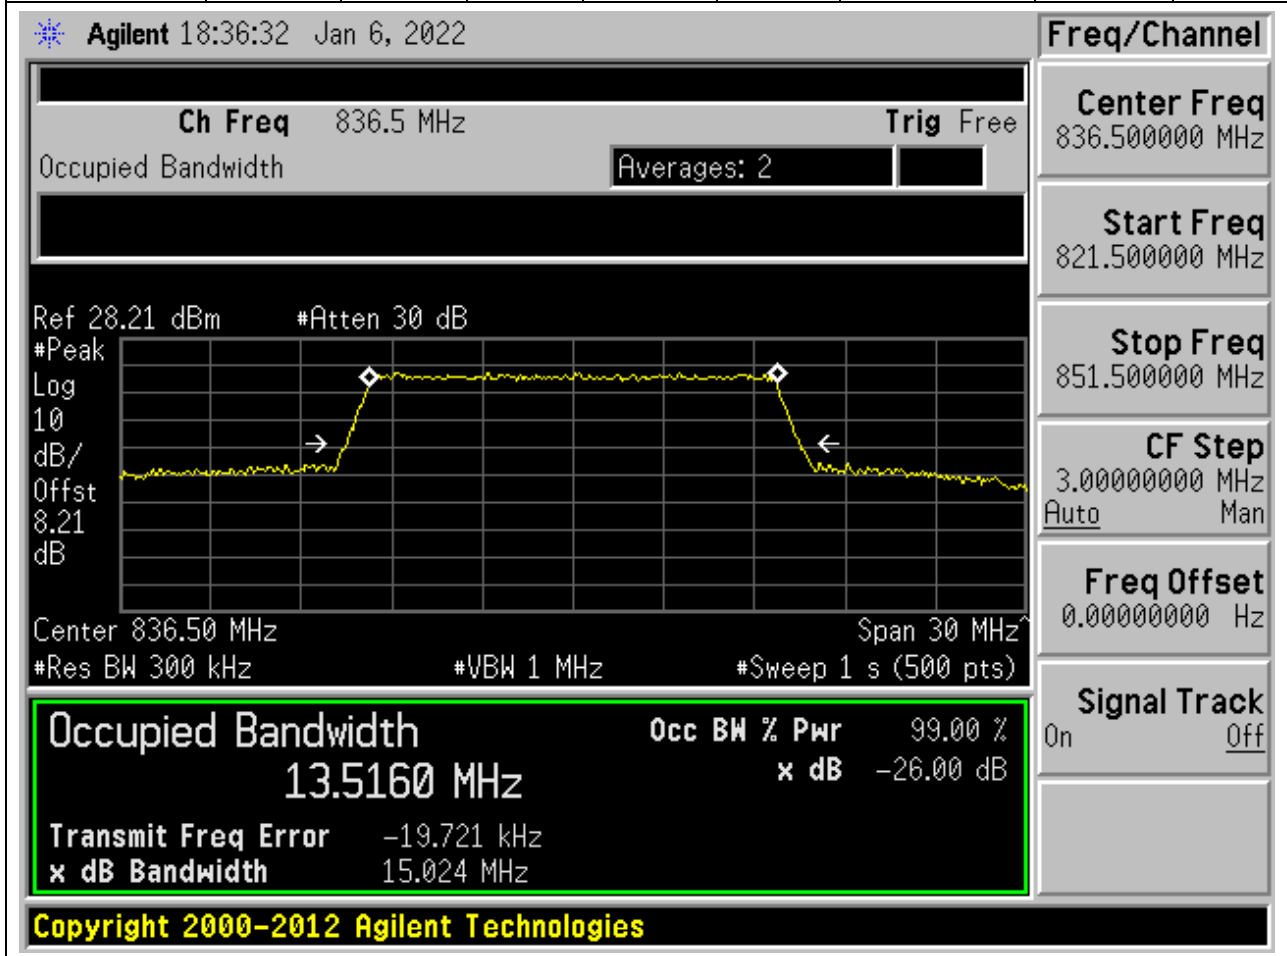 Agilent 18:36:32 Jan 6, 2022
Freq/Channel
Ch Freq 836.5 MHz Trig Free
Occupied Bandwidth Averages: 2
Center Freq
836.500000 MHz
Start Freq
821.500000 MHz
Stop Freq
851.500000 MHz
CF Step
3.00000000 MHz
Auto Man
Freq Offset
0.00000000 Hz
Signal Track
On Off
Ref 28.21 dBm #Atten 30 dB
#Peak
Log
10
dB/
Offst
8.21
dB
Center 836.50 MHz Span 30 MHz^
#Res BW 300 kHz #VBW 1 MHz #Sweep 1 s (500 pts)
Occupied Bandwidth
13.5160 MHz
Occ BW % Pwr 99.00 %
x dB -26.00 dB
Transmit Freq Error -19.721 kHz
x dB Bandwidth 15.024 MHz
Copyright 2000-2012 Agilent Technologies